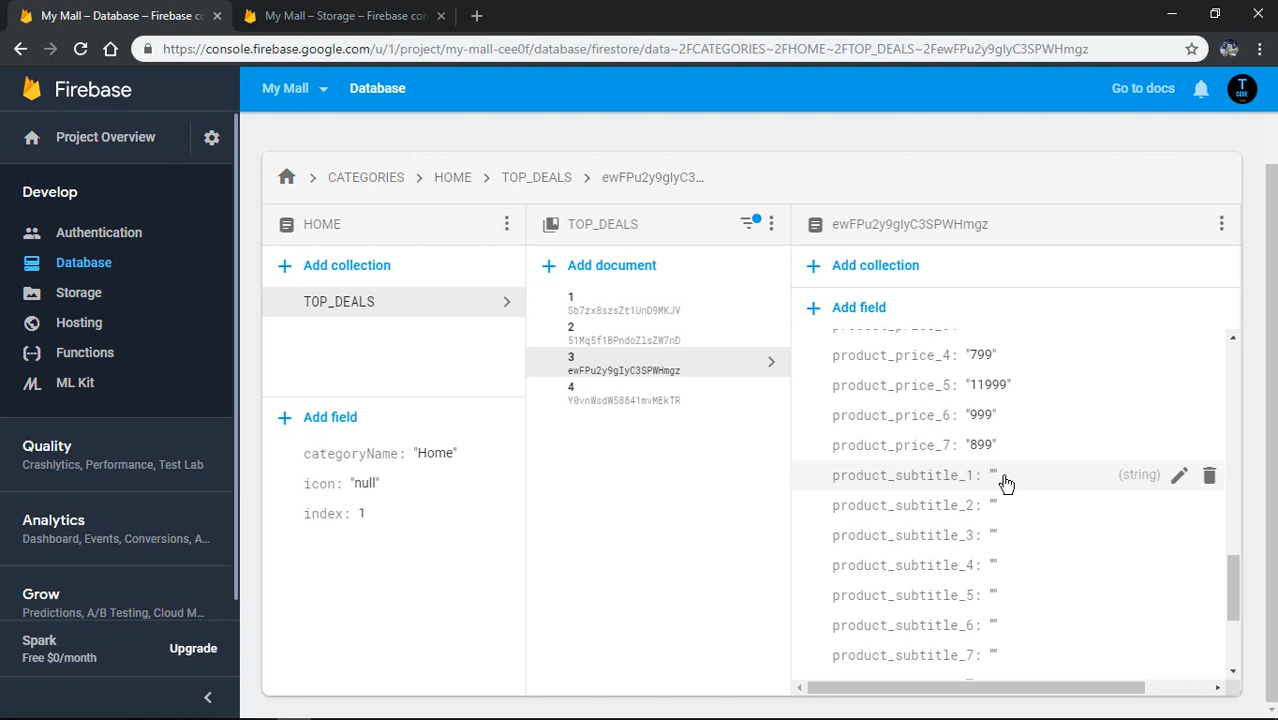 My Mall – Database – Firebase co
My Mall – Storage – Firebase con
https://console.firebase.google.com/u/1/project/my-mall-cee0f/database/firestore/data~2FCATEGORIES~2FHOME~2FTOP_DEALS~2FewFPu2y9gIyC3SPWHmgz
Firebase
My Mall
Database
Go to docs
T
CODE
Project Overview
Develop
Authentication
Database
Storage
Hosting
Functions
ML Kit
Quality
Crashlytics, Performance, Test Lab
Analytics
Dashboard, Events, Conversions, A...
Grow
Predictions, A/B Testing, Cloud M...
Spark
Free $0/month
Upgrade
CATEGORIES
HOME
TOP_DEALS
ewFPu2y9gIyC3...
HOME
Add collection
TOP_DEALS
Add field
categoryName: "Home"
icon: "null"
index: 1
TOP_DEALS
Add document
1
Sb7zx8szsZt1UnD9MKJV
2
51Mq5f1BPndoZlsZW7nD
3
ewFPu2y9gIyC3SPWHmgz
4
Y0vnWsdW58841mvMEkTR
ewFPu2y9gIyC3SPWHmgz
Add collection
Add field
product_price_4: "799"
product_price_5: "11999"
product_price_6: "999"
product_price_7: "899"
product_subtitle_1: "" (string)
product_subtitle_2: ""
product_subtitle_3: ""
product_subtitle_4: ""
product_subtitle_5: ""
product_subtitle_6: ""
product_subtitle_7: ""